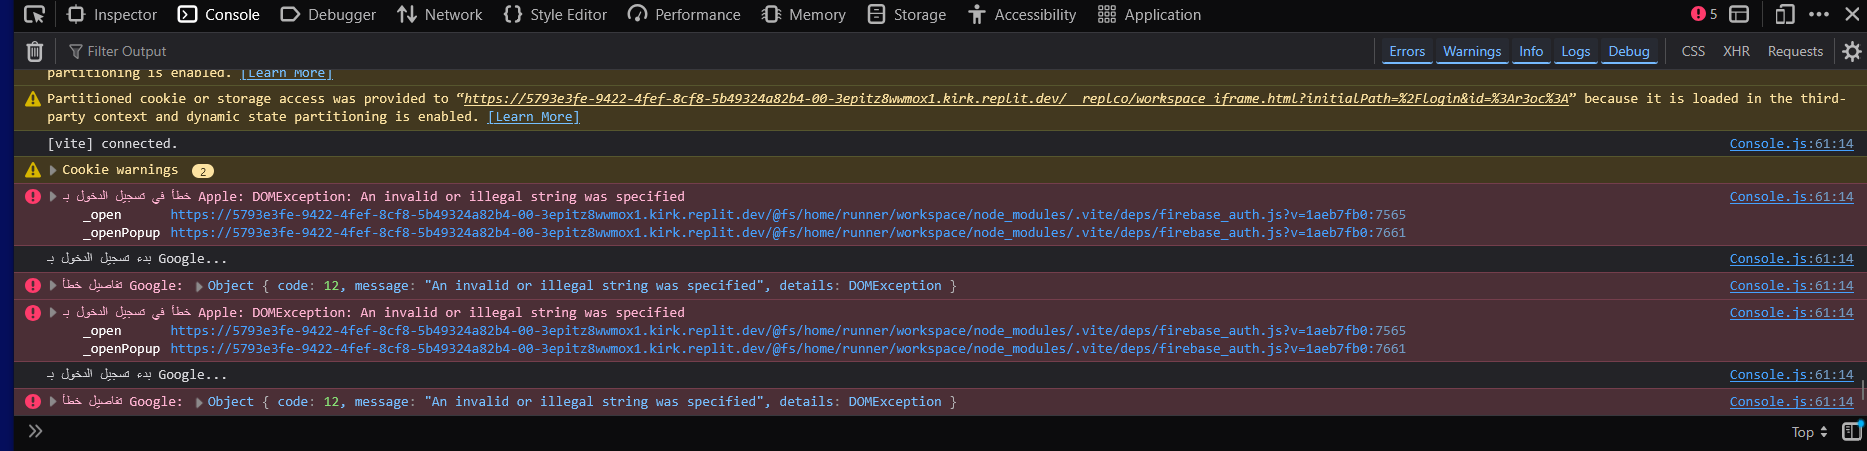 Inspector Console Debugger Network Style Editor Performance Memory Storage Accessibility Application 5
Filter Output Errors Warnings Info Logs Debug CSS XHR Requests
partitioning is enabled. [Learn More]
Partitioned cookie or storage access was provided to “https://5793e3fe-9422-4fef-8cf8-5b49324a82b4-00-3epitz8wwmox1.kirk.replit.dev/__replco/workspace_iframe.html?initialPath=%2Flogin&id=%3Ar3oc%3A” because it is loaded in the third-
party context and dynamic state partitioning is enabled. [Learn More]
[vite] connected. Console.js:61:14
Cookie warnings 2
خطأ في تسجيل الدخول بـ Apple: DOMException: An invalid or illegal string was specified Console.js:61:14
_open https://5793e3fe-9422-4fef-8cf8-5b49324a82b4-00-3epitz8wwmox1.kirk.replit.dev/@fs/home/runner/workspace/node_modules/.vite/deps/firebase_auth.js?v=1aeb7fb0:7565
_openPopup https://5793e3fe-9422-4fef-8cf8-5b49324a82b4-00-3epitz8wwmox1.kirk.replit.dev/@fs/home/runner/workspace/node_modules/.vite/deps/firebase_auth.js?v=1aeb7fb0:7661
بدء تسجيل الدخول بـ Google... Console.js:61:14
تفاصيل خطأ Google: Object { code: 12, message: "An invalid or illegal string was specified", details: DOMException } Console.js:61:14
خطأ في تسجيل الدخول بـ Apple: DOMException: An invalid or illegal string was specified Console.js:61:14
_open https://5793e3fe-9422-4fef-8cf8-5b49324a82b4-00-3epitz8wwmox1.kirk.replit.dev/@fs/home/runner/workspace/node_modules/.vite/deps/firebase_auth.js?v=1aeb7fb0:7565
_openPopup https://5793e3fe-9422-4fef-8cf8-5b49324a82b4-00-3epitz8wwmox1.kirk.replit.dev/@fs/home/runner/workspace/node_modules/.vite/deps/firebase_auth.js?v=1aeb7fb0:7661
بدء تسجيل الدخول بـ Google... Console.js:61:14
تفاصيل خطأ Google: Object { code: 12, message: "An invalid or illegal string was specified", details: DOMException } Console.js:61:14
Top